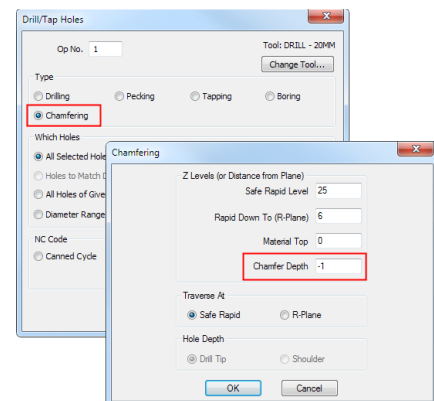 Drill/Tap Holes
Op No. 1
Tool: DRILL - 20MM
Change Tool...
Type
Drilling Pecking Tapping Boring
Chamfering
Which Holes
All Selected Hole
Holes to Match D
All Holes of Give
Diameter Range
NC Code
Canned Cycle
Chamfering
Z Levels (or Distance from Plane)
Safe Rapid Level 25
Rapid Down To (R-Plane) 6
Material Top 0
Chamfer Depth -1
Traverse At
Safe Rapid R-Plane
Hole Depth
Drill Tip Shoulder
OK Cancel